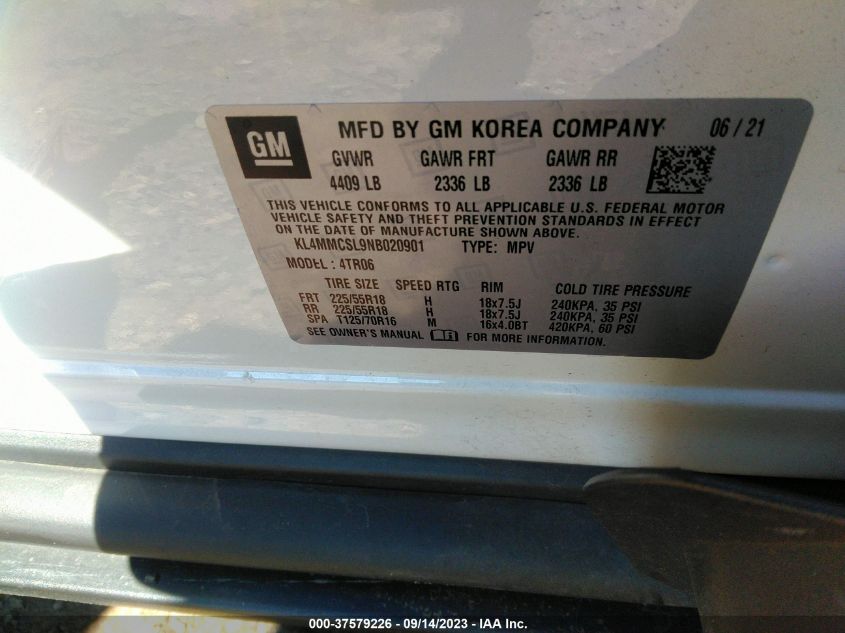 GM
MFD BY GM KOREA COMPANY 06 / 21
GVWR GAWR FRT GAWR RR
4409 LB 2336 LB 2336 LB
THIS VEHICLE CONFORMS TO ALL APPLICABLE U.S. FEDERAL MOTOR
VEHICLE SAFETY AND THEFT PREVENTION STANDARDS IN EFFECT
ON THE DATE OF MANUFACTURE SHOWN ABOVE.
KL4MMCSL9NB020901 TYPE: MPV
MODEL : 4TR06
TIRE SIZE SPEED RTG RIM COLD TIRE PRESSURE
FRT 225/55R18 H 18x7.5J 240KPA, 35 PSI
RR 225/55R18 H 18x7.5J 240KPA, 35 PSI
SPA T125/70R16 M 16x4.0BT 420KPA, 60 PSI
SEE OWNER'S MANUAL FOR MORE INFORMATION.
000-37579226 - 09/14/2023 - IAA Inc.